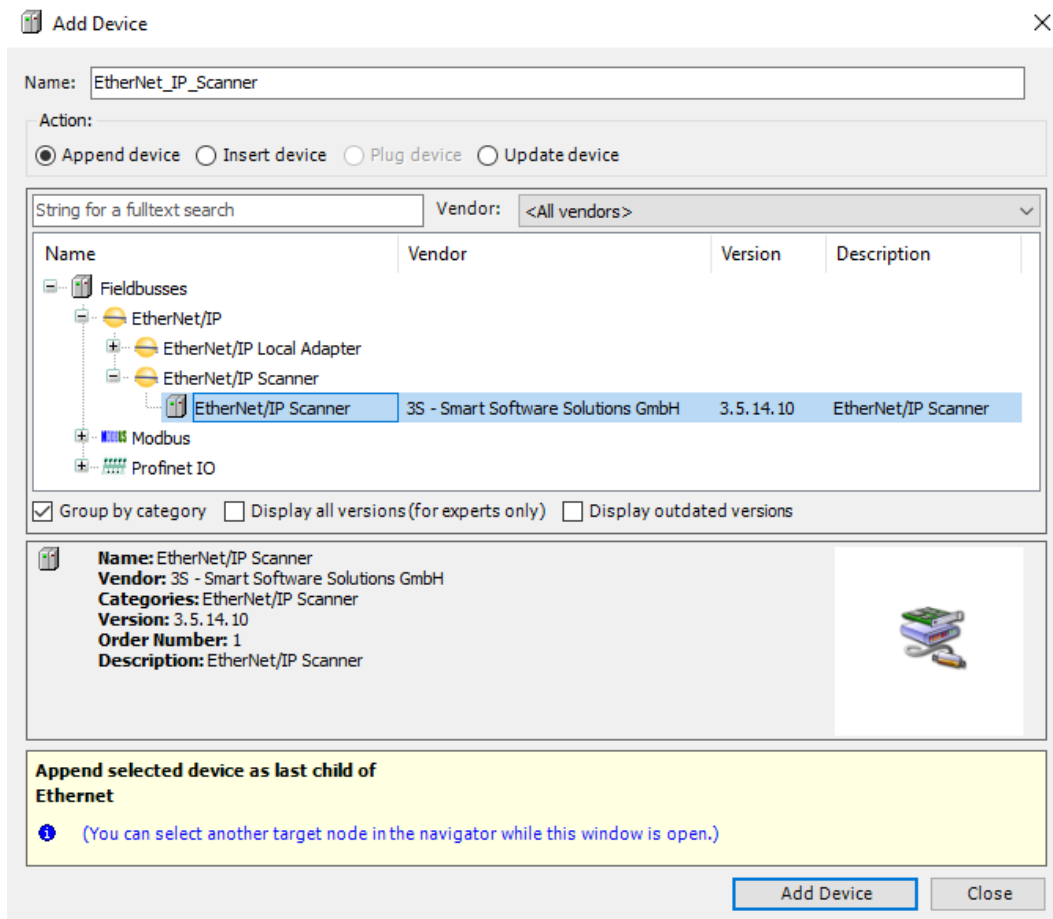 Add Device
Name: EtherNet_IP_Scanner
Action:
Append device Insert device Plug device Update device
String for a fulltext search Vendor: <All vendors>
Name Vendor Version Description
Fieldbusses
EtherNet/IP
EtherNet/IP Local Adapter
EtherNet/IP Scanner
EtherNet/IP Scanner 3S - Smart Software Solutions GmbH 3.5.14.10 EtherNet/IP Scanner
MODBUS Modbus
Profinet IO
Group by category Display all versions (for experts only) Display outdated versions
Name: EtherNet/IP Scanner
Vendor: 3S - Smart Software Solutions GmbH
Categories: EtherNet/IP Scanner
Version: 3.5.14.10
Order Number: 1
Description: EtherNet/IP Scanner
Append selected device as last child of
Ethernet
(You can select another target node in the navigator while this window is open.)
Add Device Close